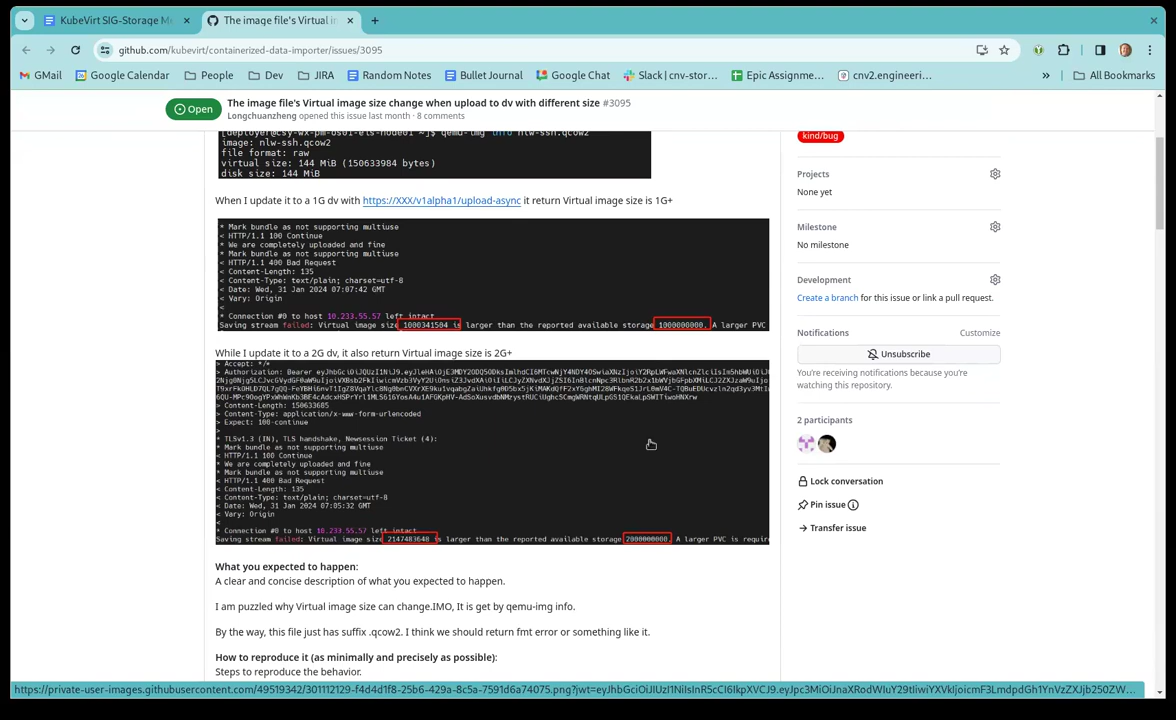 KubeVirt SIG-Storage Me
The image file's Virtual im
github.com/kubevirt/containerized-data-importer/issues/3095
GMail
Google Calendar
People
Dev
JIRA
Random Notes
Bullet Journal
Google Chat
Slack | cnv-stor...
Epic Assignme...
cnv2.engineeri...
All Bookmarks
Open
The image file's Virtual image size change when upload to dv with different size #3095
Longchuanzheng opened this issue last month · 8 comments
image: nlw-ssh.qcow2
file format: raw
virtual size: 144 MiB (150633984 bytes)
disk size: 144 MiB
When I update it to a 1G dv with https://XXX/v1alpha1/upload-async it return Virtual image size is 1G+
* Mark bundle as not supporting multiuse
< HTTP/1.1 100 Continue
* We are completely uploaded and fine
* Mark bundle as not supporting multiuse
< HTTP/1.1 400 Bad Request
< Content-Length: 135
< Content-Type: text/plain; charset=utf-8
< Date: Wed, 31 Jan 2024 07:07:42 GMT
< Vary: Origin
<
* Connection #0 to host 10.233.55.57 left intact
Saving stream failed: Virtual image size 1000341504 is larger than the reported available storage 1000000000. A larger PVC
While I update it to a 2G dv, it also return Virtual image size is 2G+
> Accept: */*
> Content-Length: 150633685
> Content-Type: application/x-www-form-urlencoded
> Expect: 100-continue
>
* TLSv1.3 (IN), TLS handshake, Newsession Ticket (4):
* Mark bundle as not supporting multiuse
< HTTP/1.1 100 Continue
* We are completely uploaded and fine
* Mark bundle as not supporting multiuse
< HTTP/1.1 400 Bad Request
< Content-Length: 135
< Content-Type: text/plain; charset=utf-8
< Date: Wed, 31 Jan 2024 07:05:32 GMT
< Vary: Origin
<
* Connection #0 to host 10.233.55.57 left intact
Saving stream failed: Virtual image size 2147483648 is larger than the reported available storage 2000000000. A larger PVC is requir
What you expected to happen:
A clear and concise description of what you expected to happen.
I am puzzled why Virtual image size can change.IMO, It is get by qemu-img info.
By the way, this file just has suffix .qcow2. I think we should return fmt error or something like it.
How to reproduce it (as minimally and precisely as possible):
Steps to reproduce the behavior.
kind/bug
Projects
None yet
Milestone
No milestone
Development
Create a branch for this issue or link a pull request.
Notifications
Customize
Unsubscribe
You're receiving notifications because you're
watching this repository.
2 participants
Lock conversation
Pin issue
Transfer issue